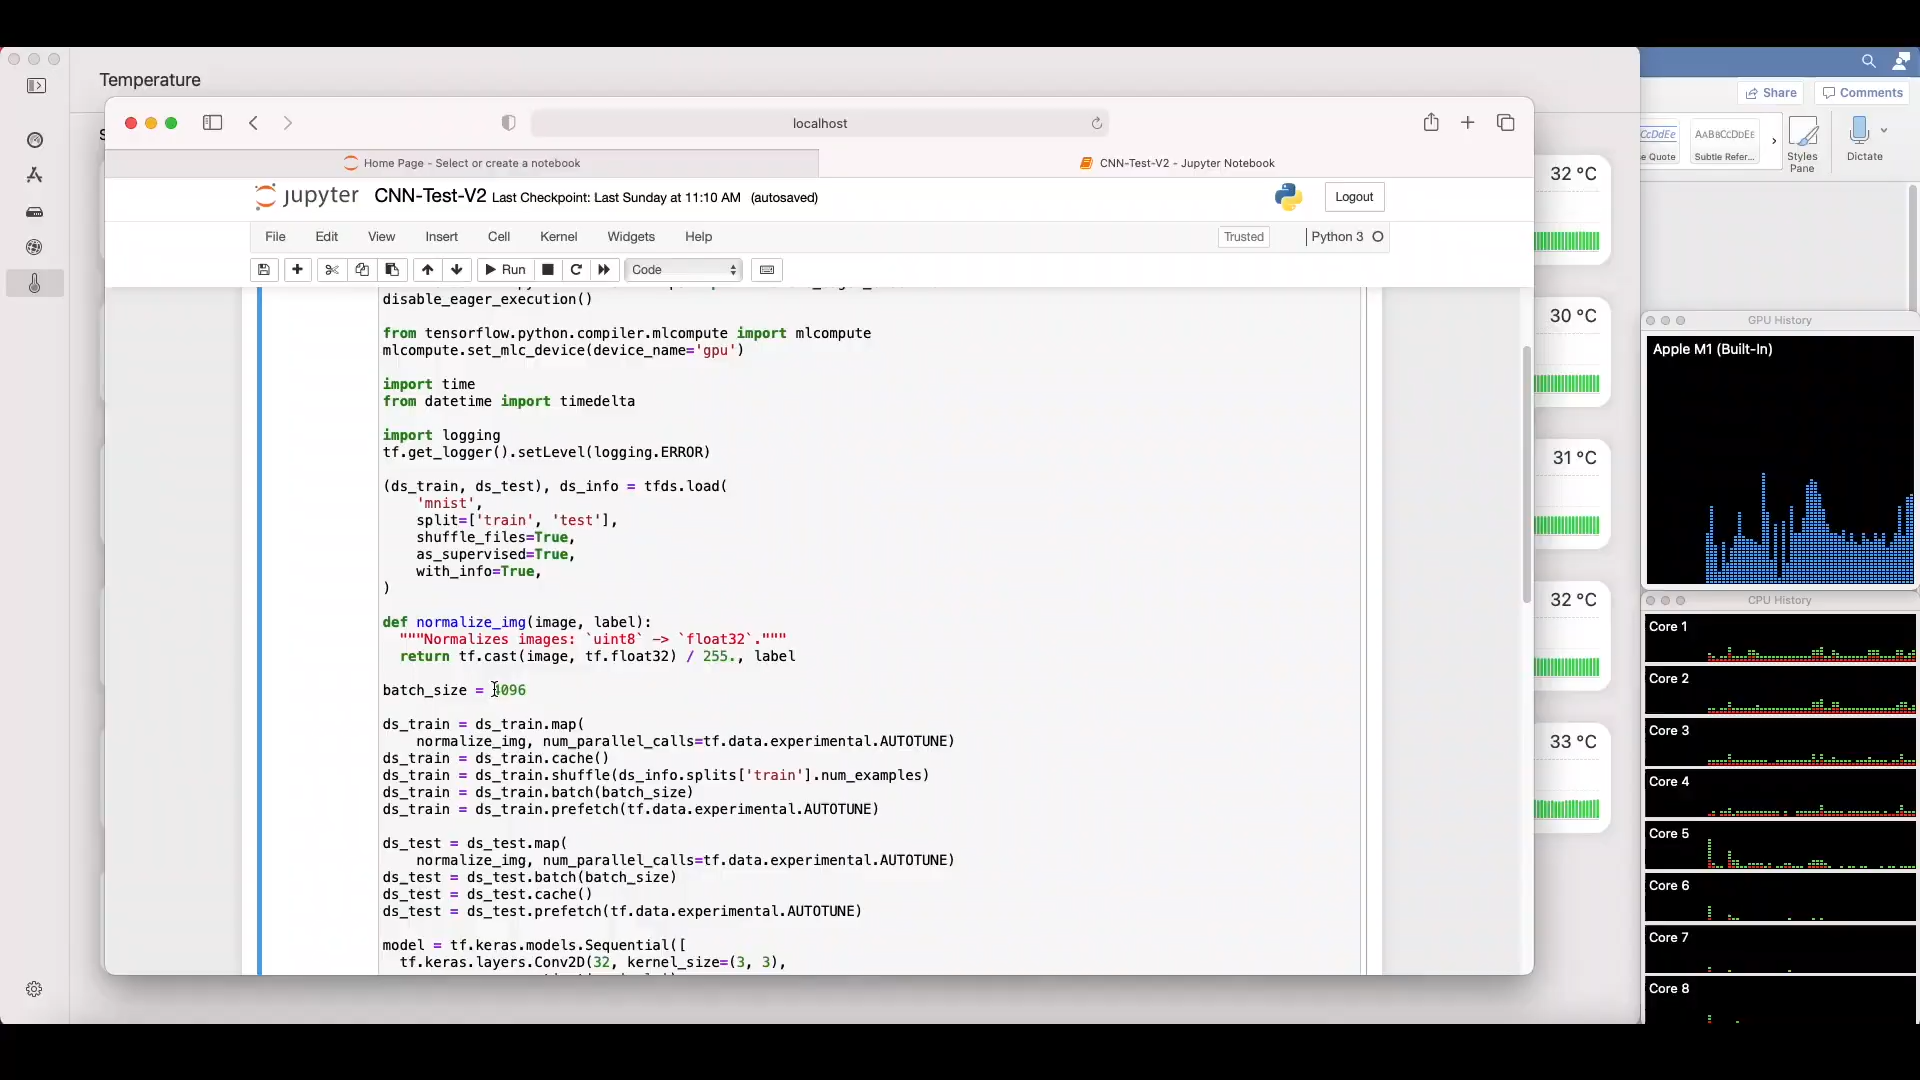 Temperature
Share
Comments
CcDdEe
AaBbCcDdEe
e Quote
Subtle Refer...
Styles
Pane
Dictate
localhost
Home Page - Select or create a notebook
CNN-Test-V2 - Jupyter Notebook
jupyter CNN-Test-V2 Last Checkpoint: Last Sunday at 11:10 AM (autosaved)
Logout
File Edit View Insert Cell Kernel Widgets Help
Trusted
Python 3
Run
Code
disable_eager_execution()
from tensorflow.python.compiler.mlcompute import mlcompute
mlcompute.set_mlc_device(device_name='gpu')
import time
from datetime import timedelta
import logging
tf.get_logger().setLevel(logging.ERROR)
(ds_train, ds_test), ds_info = tfds.load(
'mnist',
split=['train', 'test'],
shuffle_files=True,
as_supervised=True,
with_info=True,
)
def normalize_img(image, label):
"""Normalizes images: `uint8` -> `float32`."""
return tf.cast(image, tf.float32) / 255., label
batch_size = 4096
ds_train = ds_train.map(
normalize_img, num_parallel_calls=tf.data.experimental.AUTOTUNE)
ds_train = ds_train.cache()
ds_train = ds_train.shuffle(ds_info.splits['train'].num_examples)
ds_train = ds_train.batch(batch_size)
ds_train = ds_train.prefetch(tf.data.experimental.AUTOTUNE)
ds_test = ds_test.map(
normalize_img, num_parallel_calls=tf.data.experimental.AUTOTUNE)
ds_test = ds_test.batch(batch_size)
ds_test = ds_test.cache()
ds_test = ds_test.prefetch(tf.data.experimental.AUTOTUNE)
model = tf.keras.models.Sequential([
tf.keras.layers.Conv2D(32, kernel_size=(3, 3),
32 °C
30 °C
31 °C
32 °C
33 °C
GPU History
Apple M1 (Built-In)
CPU History
Core 1
Core 2
Core 3
Core 4
Core 5
Core 6
Core 7
Core 8